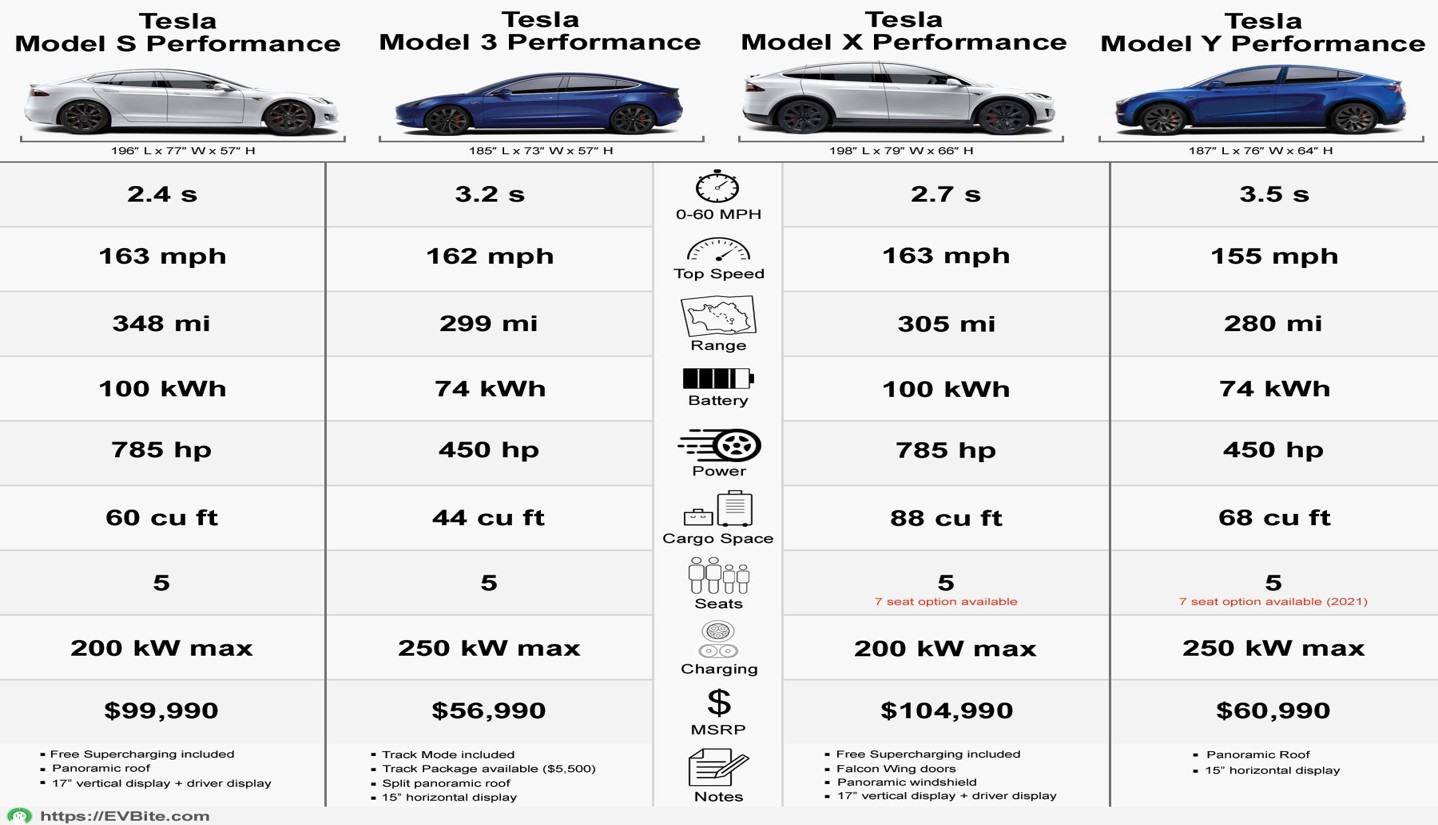 Tesla
Model S Performance
Tesla
Model 3 Performance
Tesla
Model X Performance
Tesla
Model Y Performance
196" L x 77" W x 57" H
185" L x 73" W x 57" H
198" L x 79" W x 66" H
187" L x 76" W x 64" H
2.4 s
3.2 s
0-60 MPH
2.7 s
3.5 s
163 mph
162 mph
Top Speed
163 mph
155 mph
348 mi
299 mi
Range
305 mi
280 mi
100 kWh
74 kWh
Battery
100 kWh
74 kWh
785 hp
450 hp
Power
785 hp
450 hp
60 cu ft
44 cu ft
Cargo Space
88 cu ft
68 cu ft
5
5
Seats
5
7 seat option available
5
7 seat option available (2021)
200 kW max
250 kW max
Charging
200 kW max
250 kW max
$99,990
$56,990
$
MSRP
$104,990
$60,990
▪ Free Supercharging included
▪ Panoramic roof
▪ 17" vertical display + driver display
▪ Track Mode included
▪ Track Package available ($5,500)
▪ Split panoramic roof
▪ 15" horizontal display
Notes
▪ Free Supercharging included
▪ Falcon Wing doors
▪ Panoramic windshield
▪ 17" vertical display + driver display
▪ Panoramic Roof
▪ 15" horizontal display
https://EVBite.com